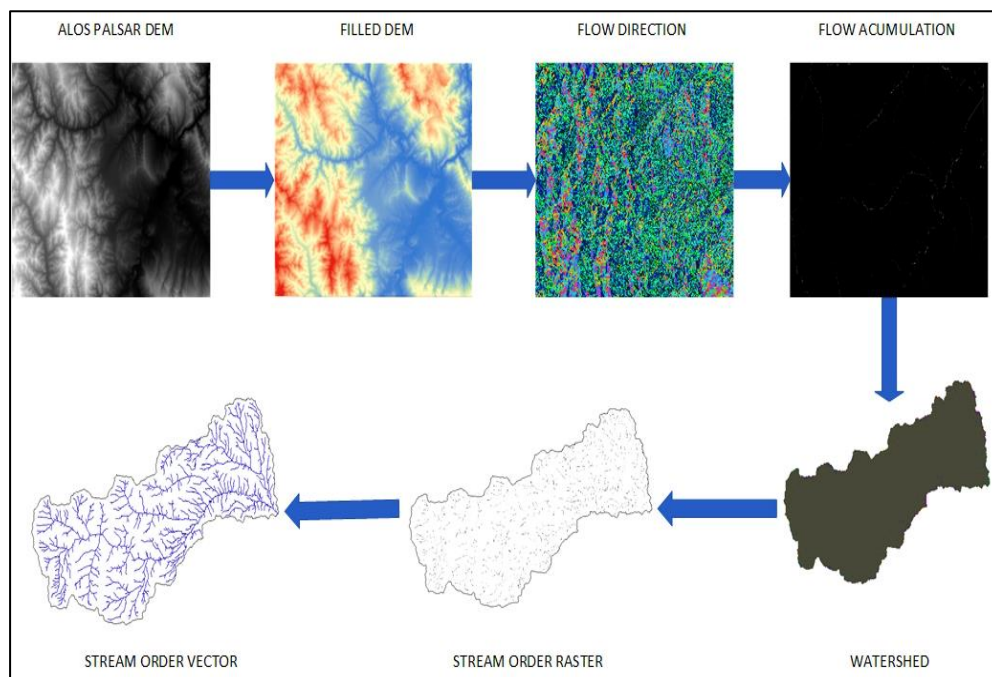 ALOS PALSAR DEM
FILLED DEM
FLOW DIRECTION
FLOW ACUMULATION
STREAM ORDER VECTOR
STREAM ORDER RASTER
WATERSHED